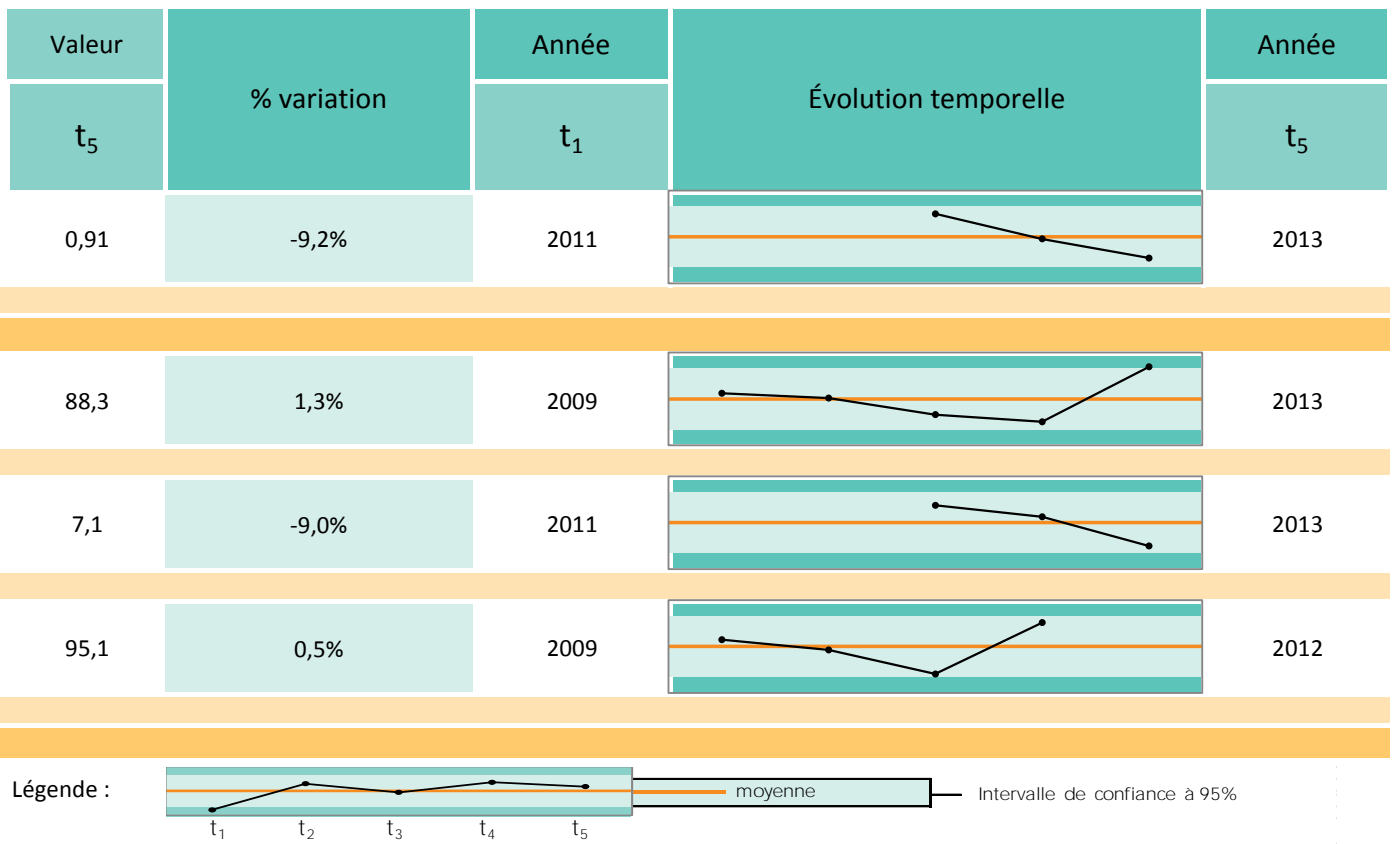 Valeur
Année
Année
% variation
Évolution temporelle
t5
t1
t5
0,91
-9,2%
2011
2013
88,3
1,3%
2009
2013
7,1
-9,0%
2011
2013
95,1
0,5%
2009
2012
Légende :
moyenne
Intervalle de confiance à 95%
t1
t2
t3
t4
t5